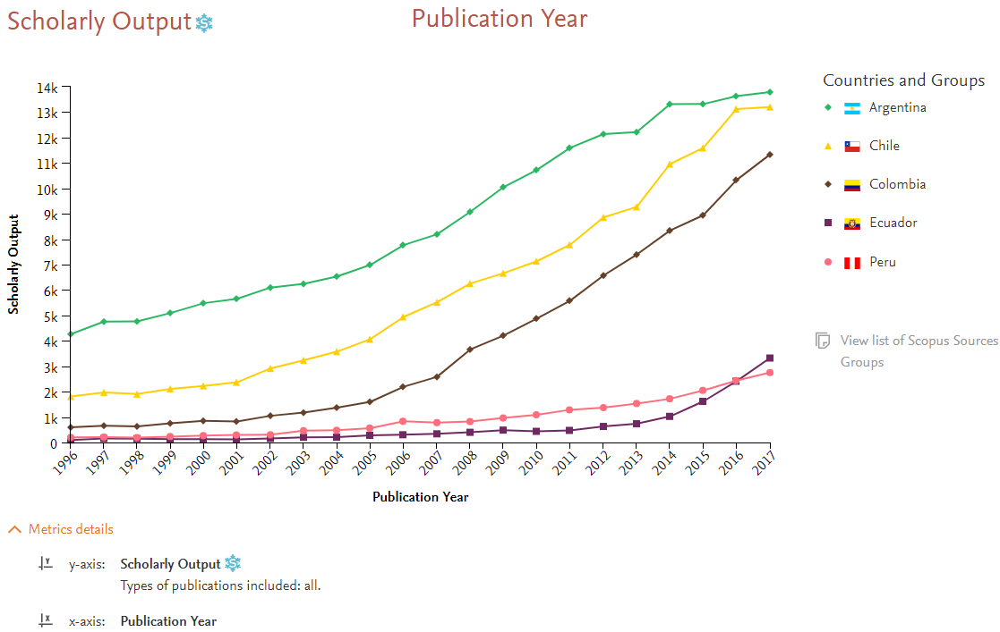 Scholarly Output
Publication Year
Countries and Groups
Argentina
Chile
Colombia
Ecuador
Peru
View list of Scopus Sources
Groups
Scholarly Output
14k
13k
12k
11k
10k
9k
8k
7k
6k
5k
4k
3k
2k
1k
0
1996 1997 1998 1999 2000 2001 2002 2003 2004 2005 2006 2007 2008 2009 2010 2011 2012 2013 2014 2015 2016 2017
Publication Year
Metrics details
y-axis: Scholarly Output
Types of publications included: all.
x-axis: Publication Year